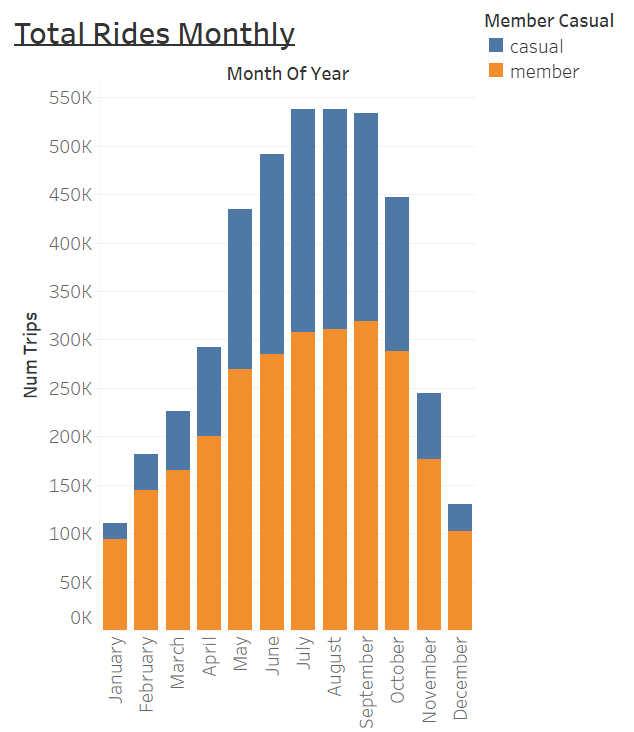 Total Rides Monthly
Member Casual
casual
member
Month Of Year
550K
500K
450K
400K
350K
300K
250K
200K
150K
100K
50K
0K
Num Trips
January
February
March
April
May
June
July
August
September
October
November
December